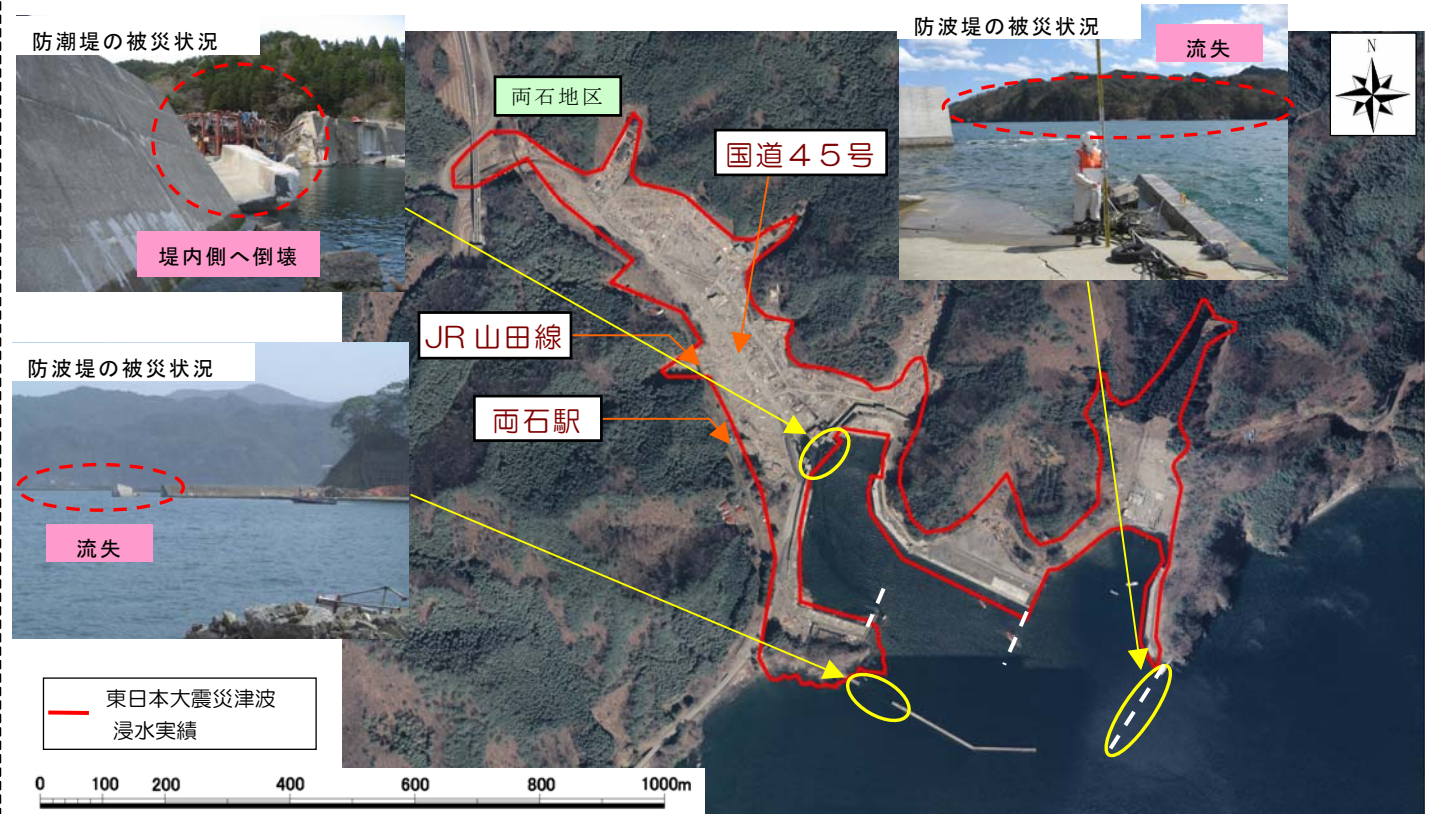 防潮堤の被災状況
堤内側へ倒壊
両石地区
国道45号
防波堤の被災状況
流失
N
JR 山田線
両石駅
防波堤の被災状況
流失
東日本大震災津波
浸水実績
0 100 200 400 600 800 1000m